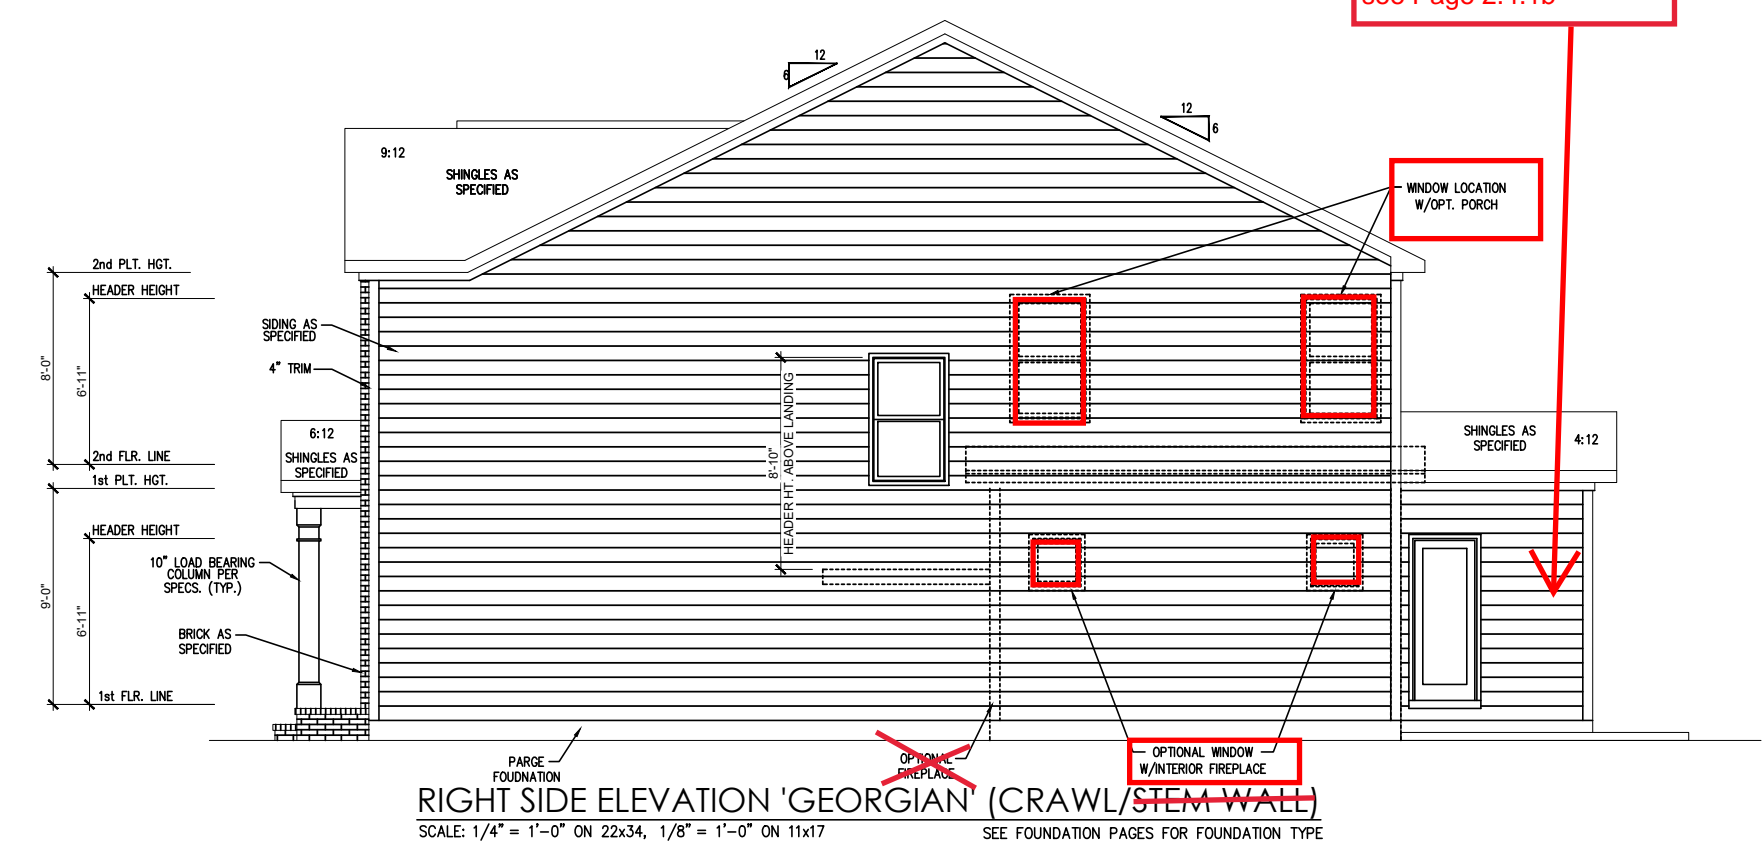 see Page 2.4.1b
12
6
12
6
9:12
SHINGLES AS
SPECIFIED
WINDOW LOCATION
W/OPT. PORCH
2nd PLT. HGT.
HEADER HEIGHT
SIDING AS
SPECIFIED
4" TRIM
8'-0"
6'-11"
HEADER HT. ABOVE LANDING
8'-10"
6:12
SHINGLES AS
SPECIFIED
SHINGLES AS
SPECIFIED
4:12
2nd FLR. LINE
1st PLT. HGT.
HEADER HEIGHT
10" LOAD BEARING
COLUMN PER
SPECS. (TYP.)
9'-0"
6'-11"
BRICK AS
SPECIFIED
1st FLR. LINE
PARGE
FOUDNATION
OPTIONAL
FIREPLACE
OPTIONAL WINDOW
W/INTERIOR FIREPLACE
RIGHT SIDE ELEVATION 'GEORGIAN' (CRAWL/STEM WALL)
SCALE: 1/4" = 1'-0" ON 22x34, 1/8" = 1'-0" ON 11x17
SEE FOUNDATION PAGES FOR FOUNDATION TYPE